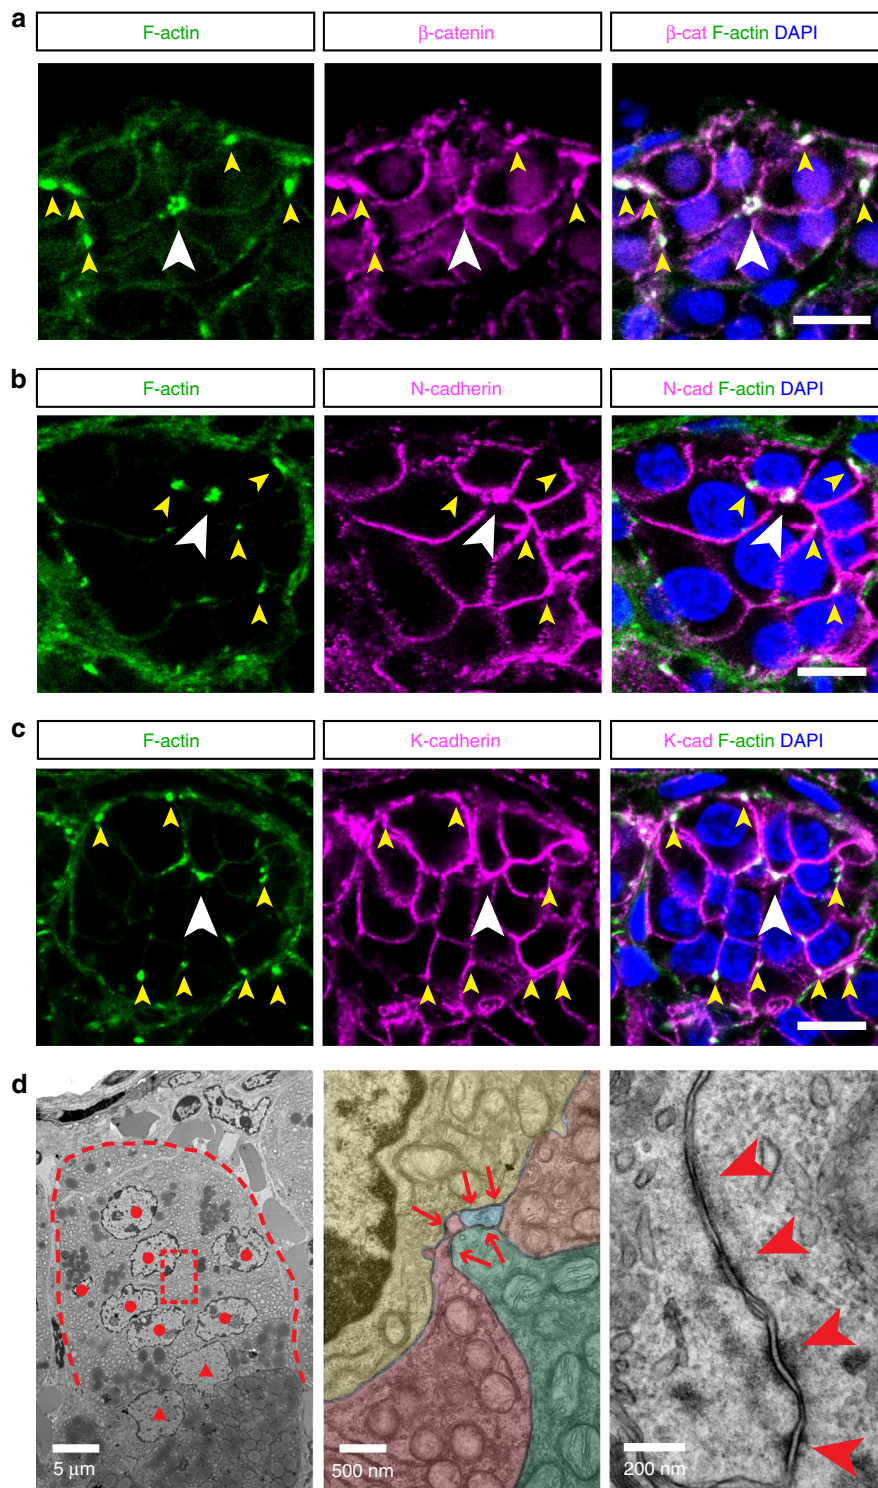 a
F-actin
β-catenin
β-cat F-actin DAPI
b
F-actin
N-cadherin
N-cad F-actin DAPI
c
F-actin
K-cadherin
K-cad F-actin DAPI
d
5 μm
500 nm
200 nm